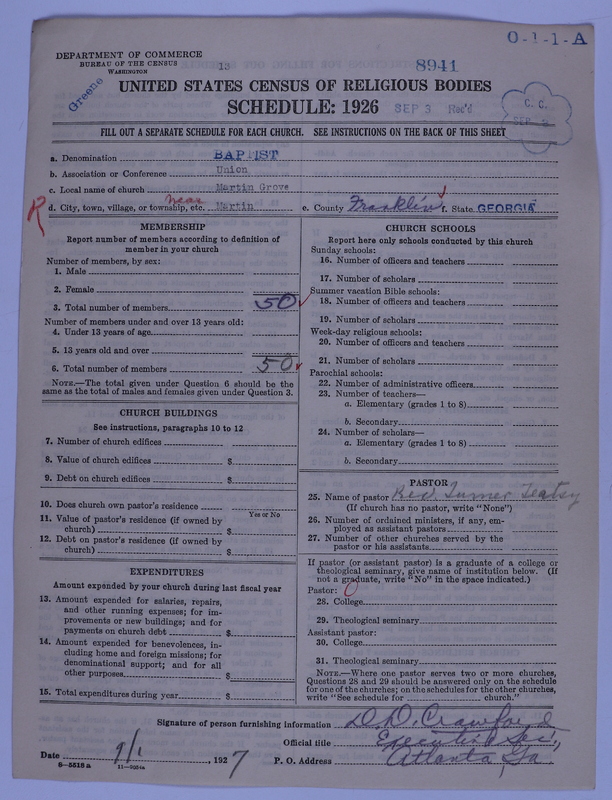 O-1-1-A
DEPARTMENT OF COMMERCE
BUREAU OF THE CENSUS
WASHINGTON
13
8941
Greene
UNITED STATES CENSUS OF RELIGIOUS BODIES
SCHEDULE: 1926
SEP 3 Rec'd
C. C.
SEP 3
FILL OUT A SEPARATE SCHEDULE FOR EACH CHURCH. SEE INSTRUCTIONS ON THE BACK OF THIS SHEET
a. Denomination BAPTIST
b. Association or Conference Union
c. Local name of church Martin Grove
near
R d. City, town, village, or township, etc. Martin e. County Franklin f. State GEORGIA
MEMBERSHIP
Report number of members according to definition of
member in your church
Number of members, by sex:
1. Male
2. Female
3. Total number of members 50
Number of members under and over 13 years old:
4. Under 13 years of age
5. 13 years old and over
6. Total number of members 50
NOTE.—The total given under Question 6 should be the
same as the total of males and females given under Question 3.
CHURCH BUILDINGS
See instructions, paragraphs 10 to 12
7. Number of church edifices
8. Value of church edifices $
9. Debt on church edifices $
10. Does church own pastor's residence
Yes or No
11. Value of pastor's residence (if owned by
church) $
12. Debt on pastor's residence (if owned by
church) $
EXPENDITURES
Amount expended by your church during last fiscal year
13. Amount expended for salaries, repairs,
and other running expenses; for im-
provements or new buildings; and for
payments on church debt $
14. Amount expended for benevolences, in-
cluding home and foreign missions; for
denominational support; and for all
other purposes $
15. Total expenditures during year $
CHURCH SCHOOLS
Report here only schools conducted by this church
Sunday schools:
16. Number of officers and teachers
17. Number of scholars
Summer vacation Bible schools:
18. Number of officers and teachers
19. Number of scholars
Week-day religious schools:
20. Number of officers and teachers
21. Number of scholars
Parochial schools:
22. Number of administrative officers
23. Number of teachers—
a. Elementary (grades 1 to 8)
b. Secondary
24. Number of scholars—
a. Elementary (grades 1 to 8)
b. Secondary
PASTOR
25. Name of pastor Rev. Turner
(If church has no pastor, write "None")
26. Number of ordained ministers, if any, em-
ployed as assistant pastors
27. Number of other churches served by the
pastor or his assistants
If pastor (or assistant pastor) is a graduate of a college or
theological seminary, give name of institution below. (If
not a graduate, write "No" in the space indicated.)
Pastor: 0
28. College
29. Theological seminary
Assistant pastor:
30. College
31. Theological seminary
NOTE.—Where one pastor serves two or more churches,
Questions 28 and 29 should be answered only on the schedule
for one of the churches; on the schedules for the other churches,
write "See schedule for church."
Signature of person furnishing information D. D. Crawford
Official title Executive Sec.,
Date 9/1, 1927 P. O. Address Atlanta Ga.
8—5518 a 11—9034a